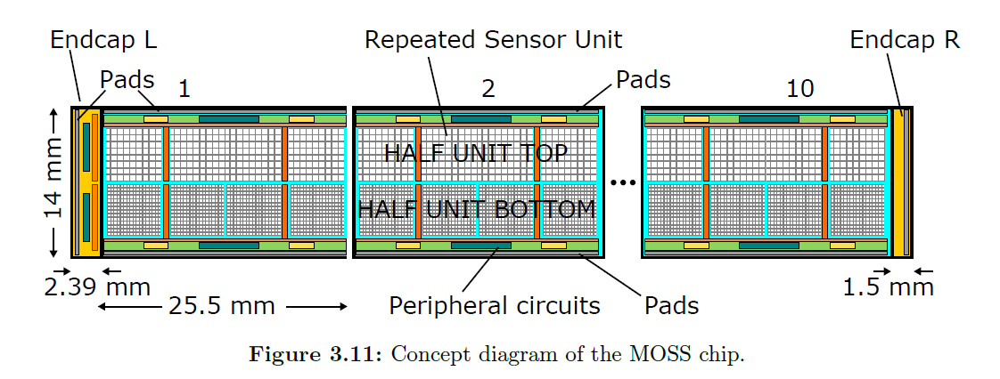 Endcap L
Repeated Sensor Unit
Endcap R
Pads
1
2
Pads
10
14 mm
HALF UNIT TOP
...
HALF UNIT BOTTOM
2.39 mm
1.5 mm
25.5 mm
Peripheral circuits
Pads
Figure 3.11: Concept diagram of the MOSS chip.